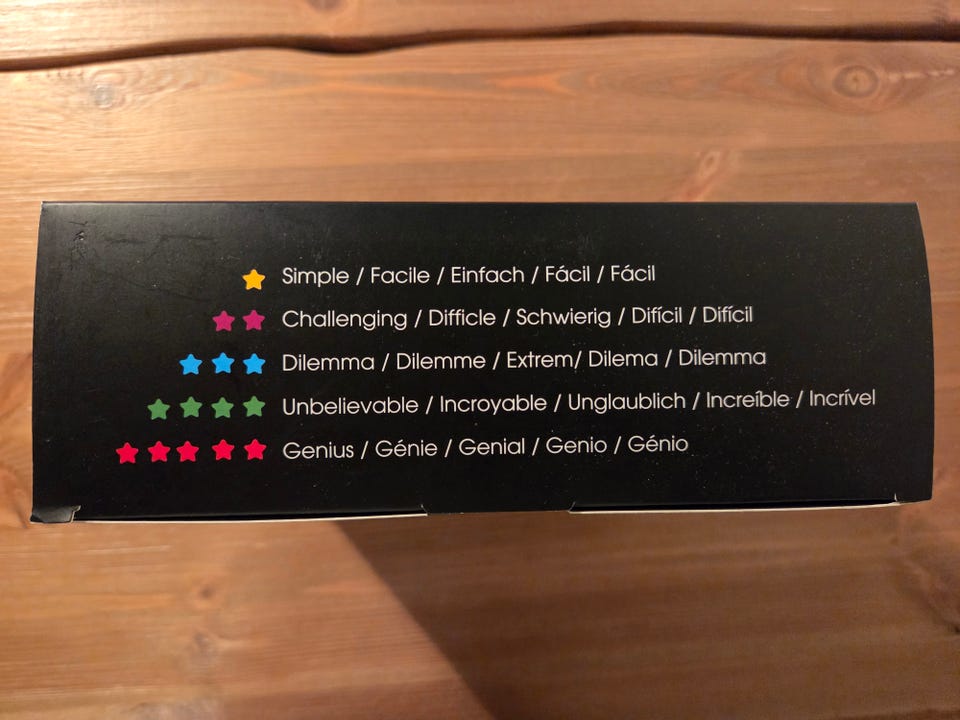 Simple / Facile / Einfach / Fácil / Fácil
Challenging / Difficle / Schwierig / Difícil / Difícil
Dilemma / Dilemme / Extrem/ Dilema / Dilemma
Unbelievable / Incroyable / Unglaublich / Increíble / Incrível
Genius / Génie / Genial / Genio / Génio